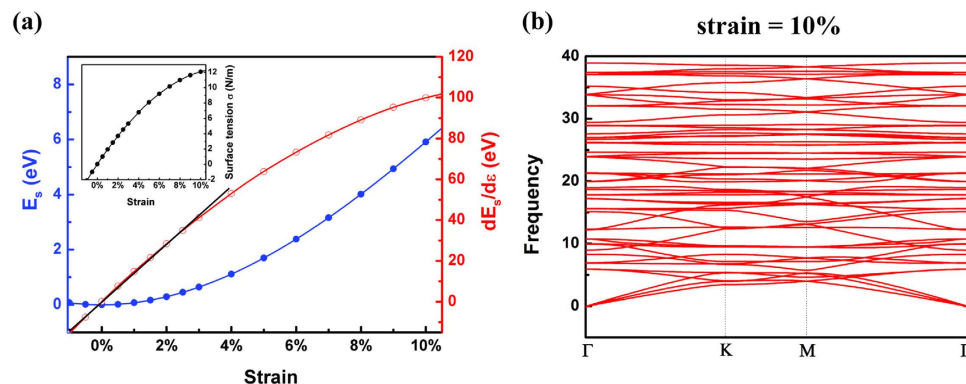 (a)
(b)
strain = 10%
E_s (eV)
8
6
4
2
0
0%
2%
4%
6%
8%
10%
Strain
120
100
80
60
40
20
0
dE_s/dε (eV)
12
10
8
6
4
2
0
-2
Surface tension σ (N/m)
0%
2%
4%
6%
8%
10%
Strain
Frequency
40
30
20
10
0
-10
Γ
K
M
Γ